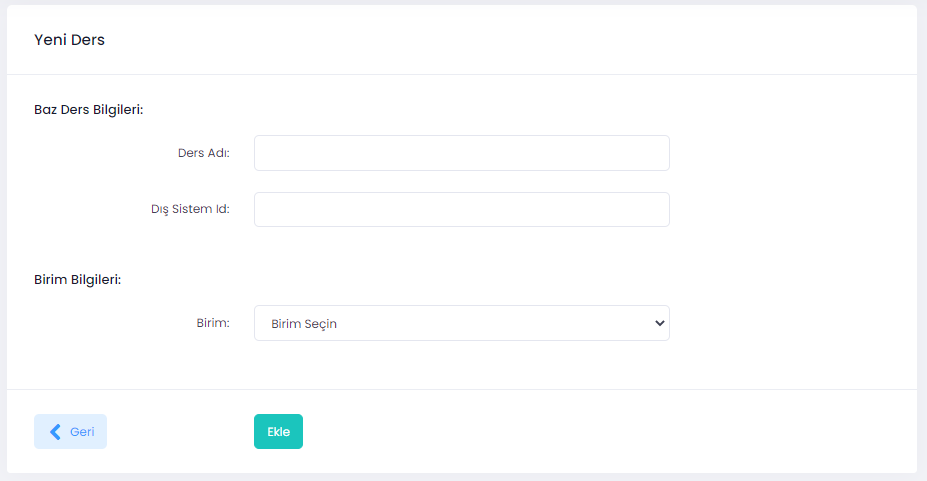 Yeni Ders
Baz Ders Bilgileri:
Ders Adı:
Dış Sistem Id:
Birim Bilgileri:
Birim:
Birim Seçin
Geri
Ekle